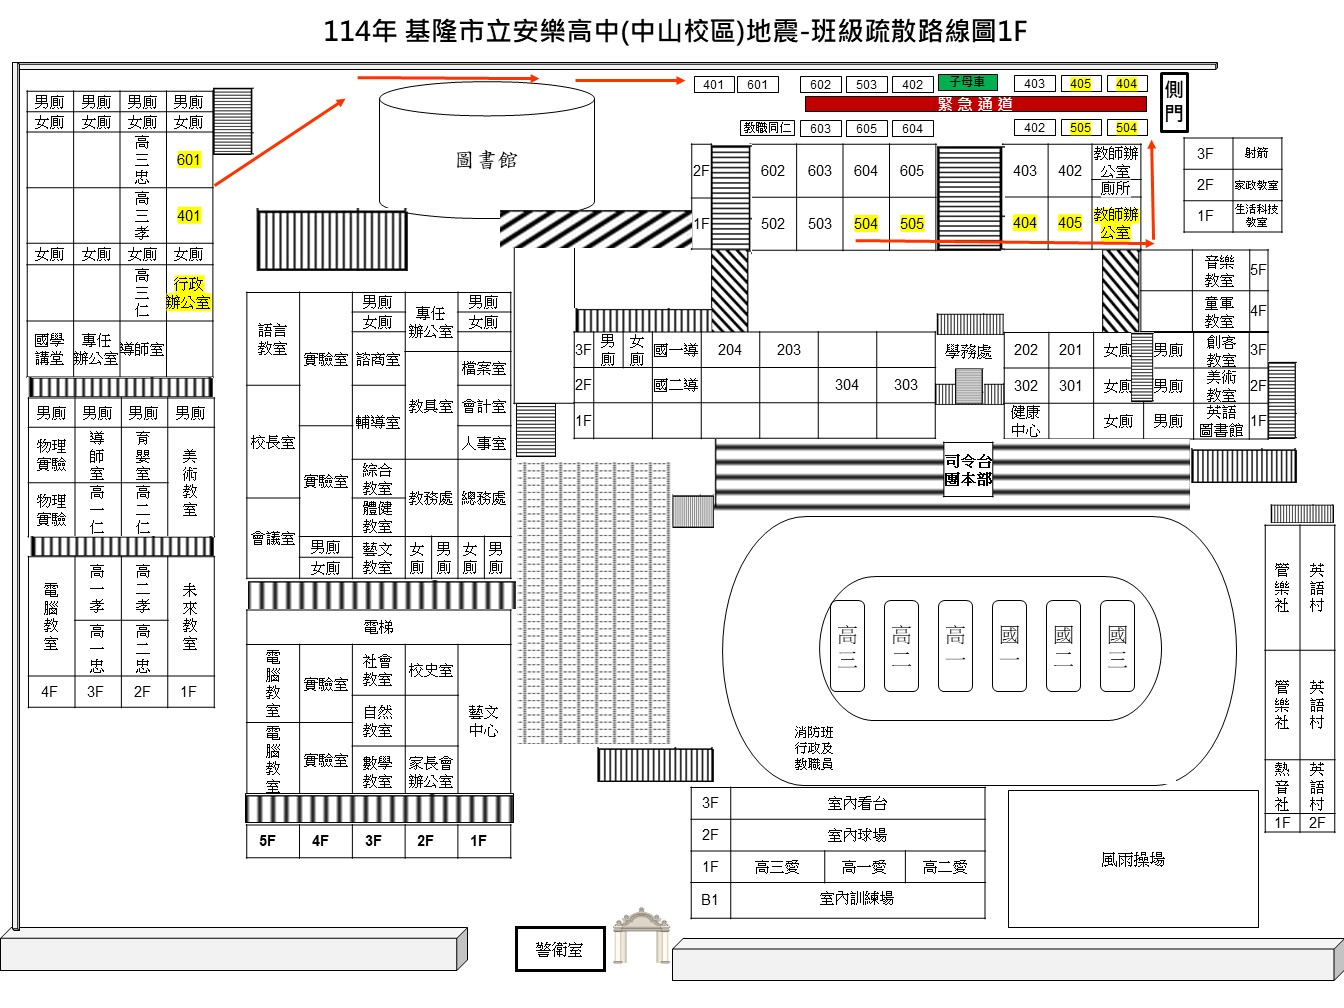 114年 基隆市立安樂高中(中山校區)地震-班級疏散路線圖1F
401 601 602 503 402 子母車 403 405 404
緊急通道
側門
教職同仁 603 605 604 402 505 504
男廁 男廁 男廁 男廁
女廁 女廁 女廁 女廁
高三忠 601
高三孝 401
女廁 女廁 女廁 女廁
高三仁 行政辦公室
國學講堂 專任辦公室 導師室
男廁 男廁 男廁 男廁
物理實驗 導師室 育嬰室 美術教室
物理實驗 高一仁 高二仁
電腦教室 高一孝 高二孝 未來教室
高一忠 高二忠
4F 3F 2F 1F
圖書館
2F 602 603 604 605 403 402 教師辦公室
廁所
1F 502 503 504 505 404 405 教師辦公室
3F 射箭
2F 家政教室
1F 生活科技教室
音樂教室 5F
童軍教室 4F
創客教室 3F
美術教室 2F
英語圖書館 1F
3F 男廁 女廁 國一導 204 203 學務處 202 201 女廁 男廁
2F 國二導 304 303 302 301 女廁 男廁
1F 健康中心 女廁 男廁
司令台
團本部
語言教室 實驗室 男廁 專任辦公室 男廁
女廁 女廁
諮商室 檔案室
校長室 輔導室 教具室 會計室
人事室
實驗室 綜合教室 教務處 總務處
會議室 體健教室
男廁 藝文教室 女廁 男廁 女廁 男廁
女廁
電梯
電腦教室 實驗室 社會教室 校史室 藝文中心
自然教室
電腦教室 實驗室 數學教室 家長會辦公室
5F 4F 3F 2F 1F
高三 高二 高一 國一 國二 國三
消防班
行政及
教職員
管樂社 英語村
管樂社 英語村
熱音社 英語村
1F 2F
3F 室內看台
2F 室內球場
1F 高三愛 高一愛 高二愛
B1 室內訓練場
風雨操場
警衛室